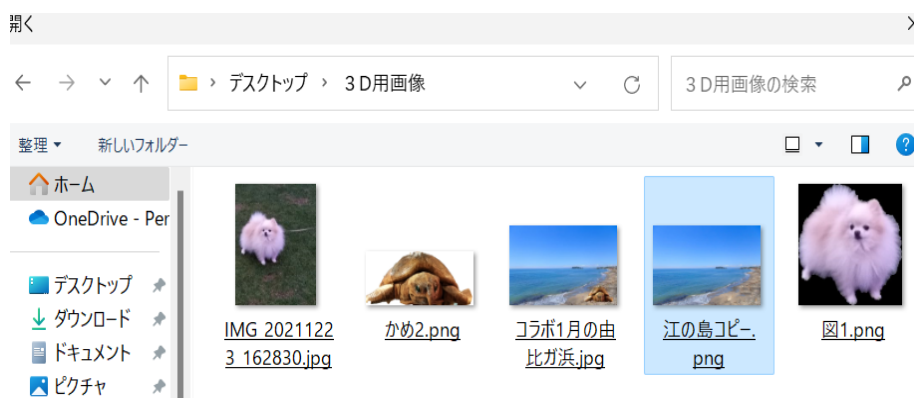 開く
デスクトップ › 3D用画像
3D用画像の検索
整理
新しいフォルダー
ホーム
OneDrive - Per
デスクトップ
ダウンロード
ドキュメント
ピクチャ
IMG_2021122
3_162830.jpg
かめ2.png
コラボ1月の由
比ガ浜.jpg
江の島コピー.
png
図1.png